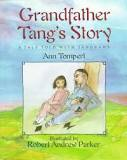 Grandfather
Tang's Story
A TALE TOLD WITH TANGRAMS
Ann Tompert
Illustrated by
Robert Andrew Parker